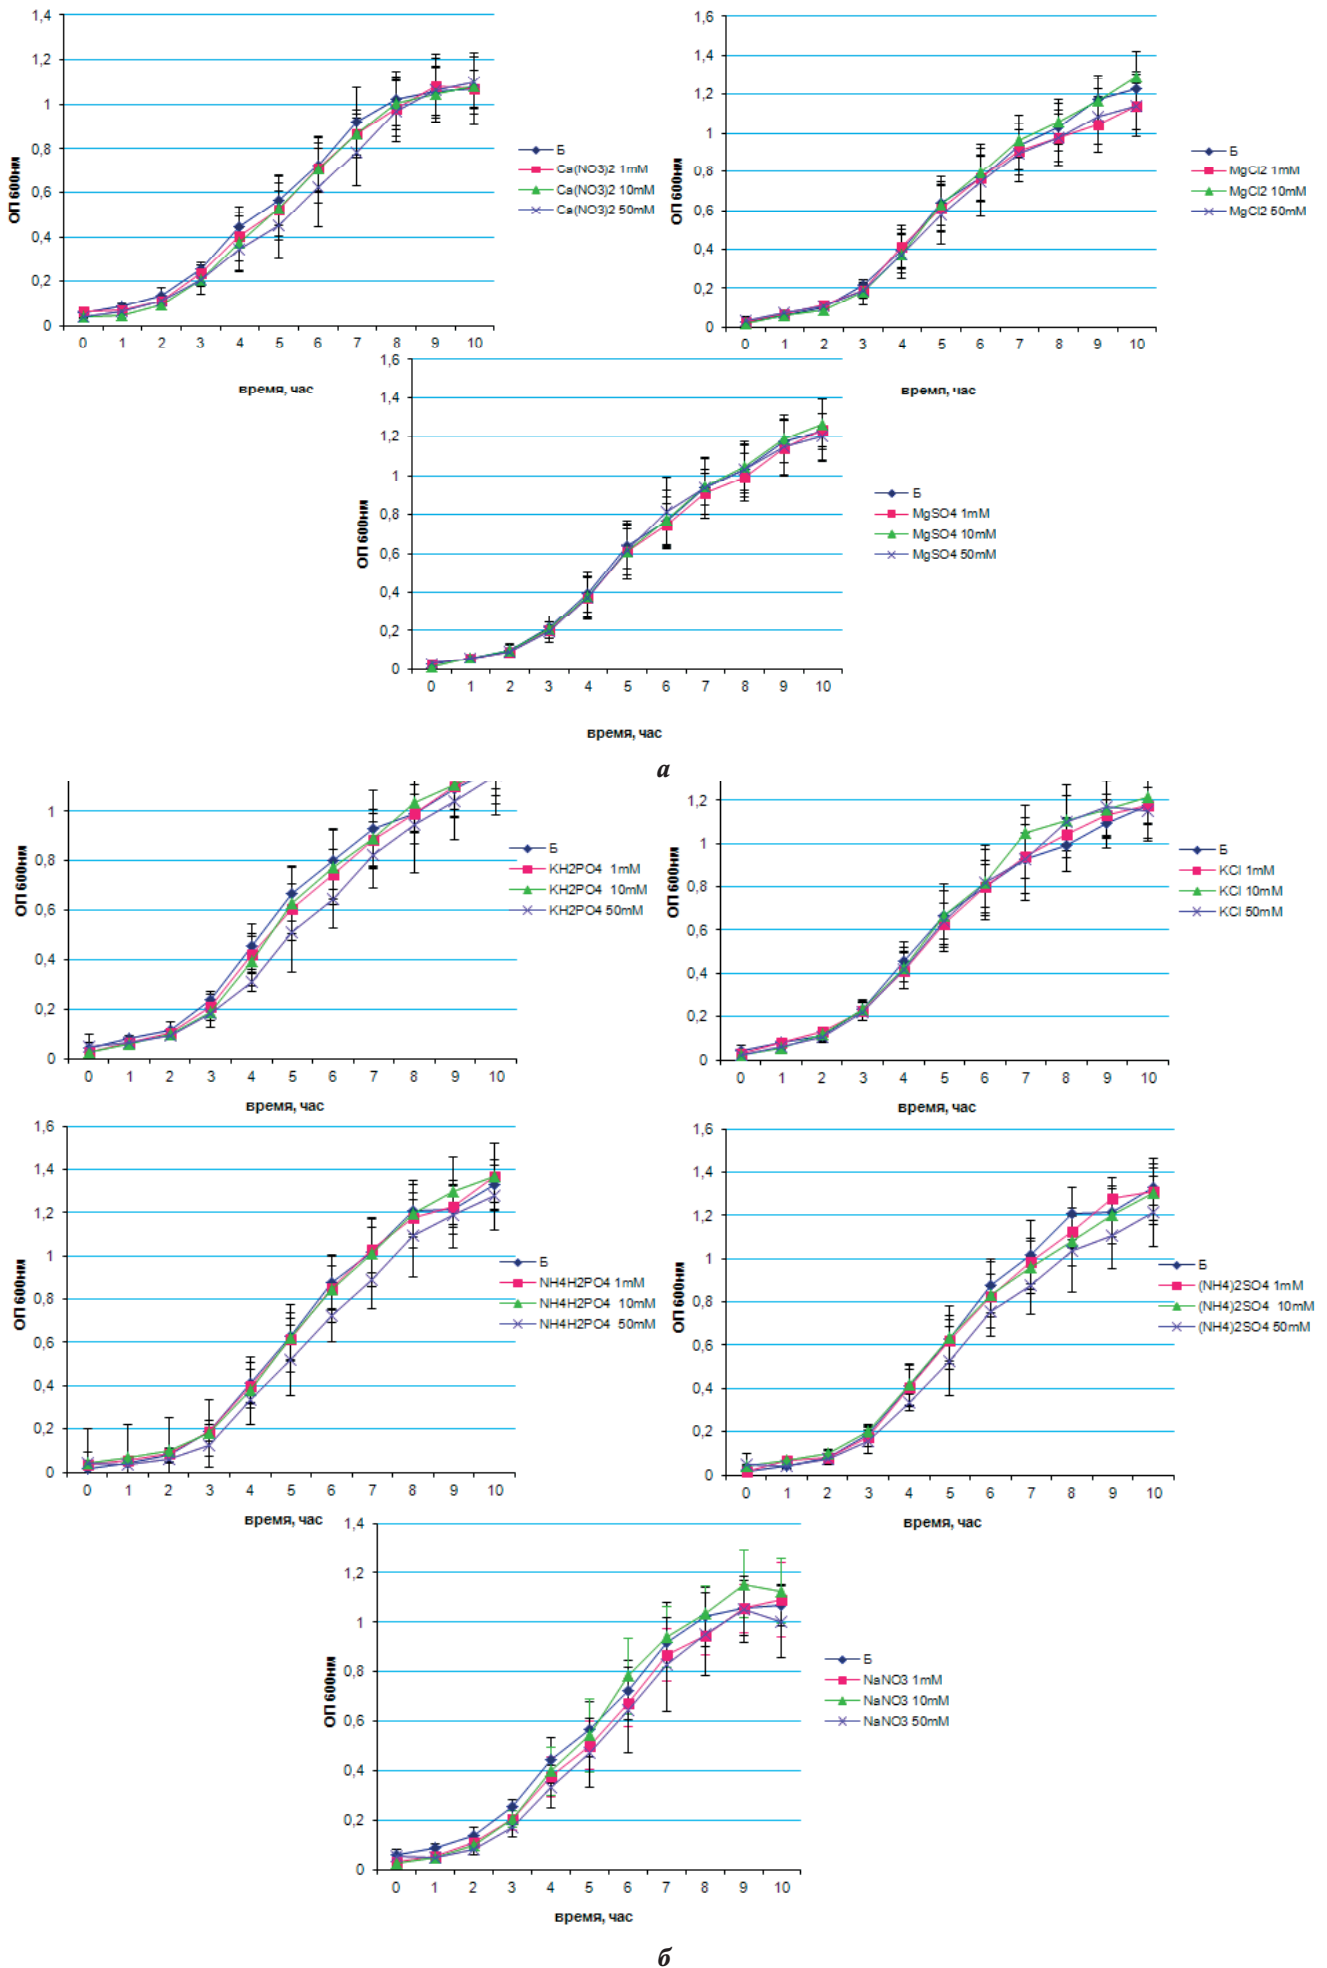 1,4
1,2
1
0,8
0,6
0,4
0,2
0
ОП 600нм
0 1 2 3 4 5 6 7 8 9 10
время, час
Б
Ca(NO3)2 1mM
Ca(NO3)2 10mM
Ca(NO3)2 50mM
1,6
1,4
1,2
1
0,8
0,6
0,4
0,2
0
ОП 600нм
0 1 2 3 4 5 6 7 8 9 10
время, час
Б
MgCl2 1mM
MgCl2 10mM
MgCl2 50mM
1,6
1,4
1,2
1
0,8
0,6
0,4
0,2
0
ОП 600нм
0 1 2 3 4 5 6 7 8 9 10
время, час
Б
MgSO4 1mM
MgSO4 10mM
MgSO4 50mM
а
1
0,8
0,6
0,4
0,2
0
ОП 600нм
0 1 2 3 4 5 6 7 8 9 10
время, час
Б
KH2PO4 1mM
KH2PO4 10mM
KH2PO4 50mM
1,2
1
0,8
0,6
0,4
0,2
0
ОП 600нм
0 1 2 3 4 5 6 7 8 9 10
время, час
Б
KCl 1mM
KCl 10mM
KCl 50mM
1,6
1,4
1,2
1
0,8
0,6
0,4
0,2
0
ОП 600нм
0 1 2 3 4 5 6 7 8 9 10
время, час
Б
NH4H2PO4 1mM
NH4H2PO4 10mM
NH4H2PO4 50mM
1,6
1,4
1,2
1
0,8
0,6
0,4
0,2
0
ОП 600нм
0 1 2 3 4 5 6 7 8 9 10
время, час
Б
(NH4)2SO4 1mM
(NH4)2SO4 10mM
(NH4)2SO4 50mM
1,4
1,2
1
0,8
0,6
0,4
0,2
0
ОП 600нм
0 1 2 3 4 5 6 7 8 9 10
время, час
Б
NaNO3 1mM
NaNO3 10mM
NaNO3 50mM
б